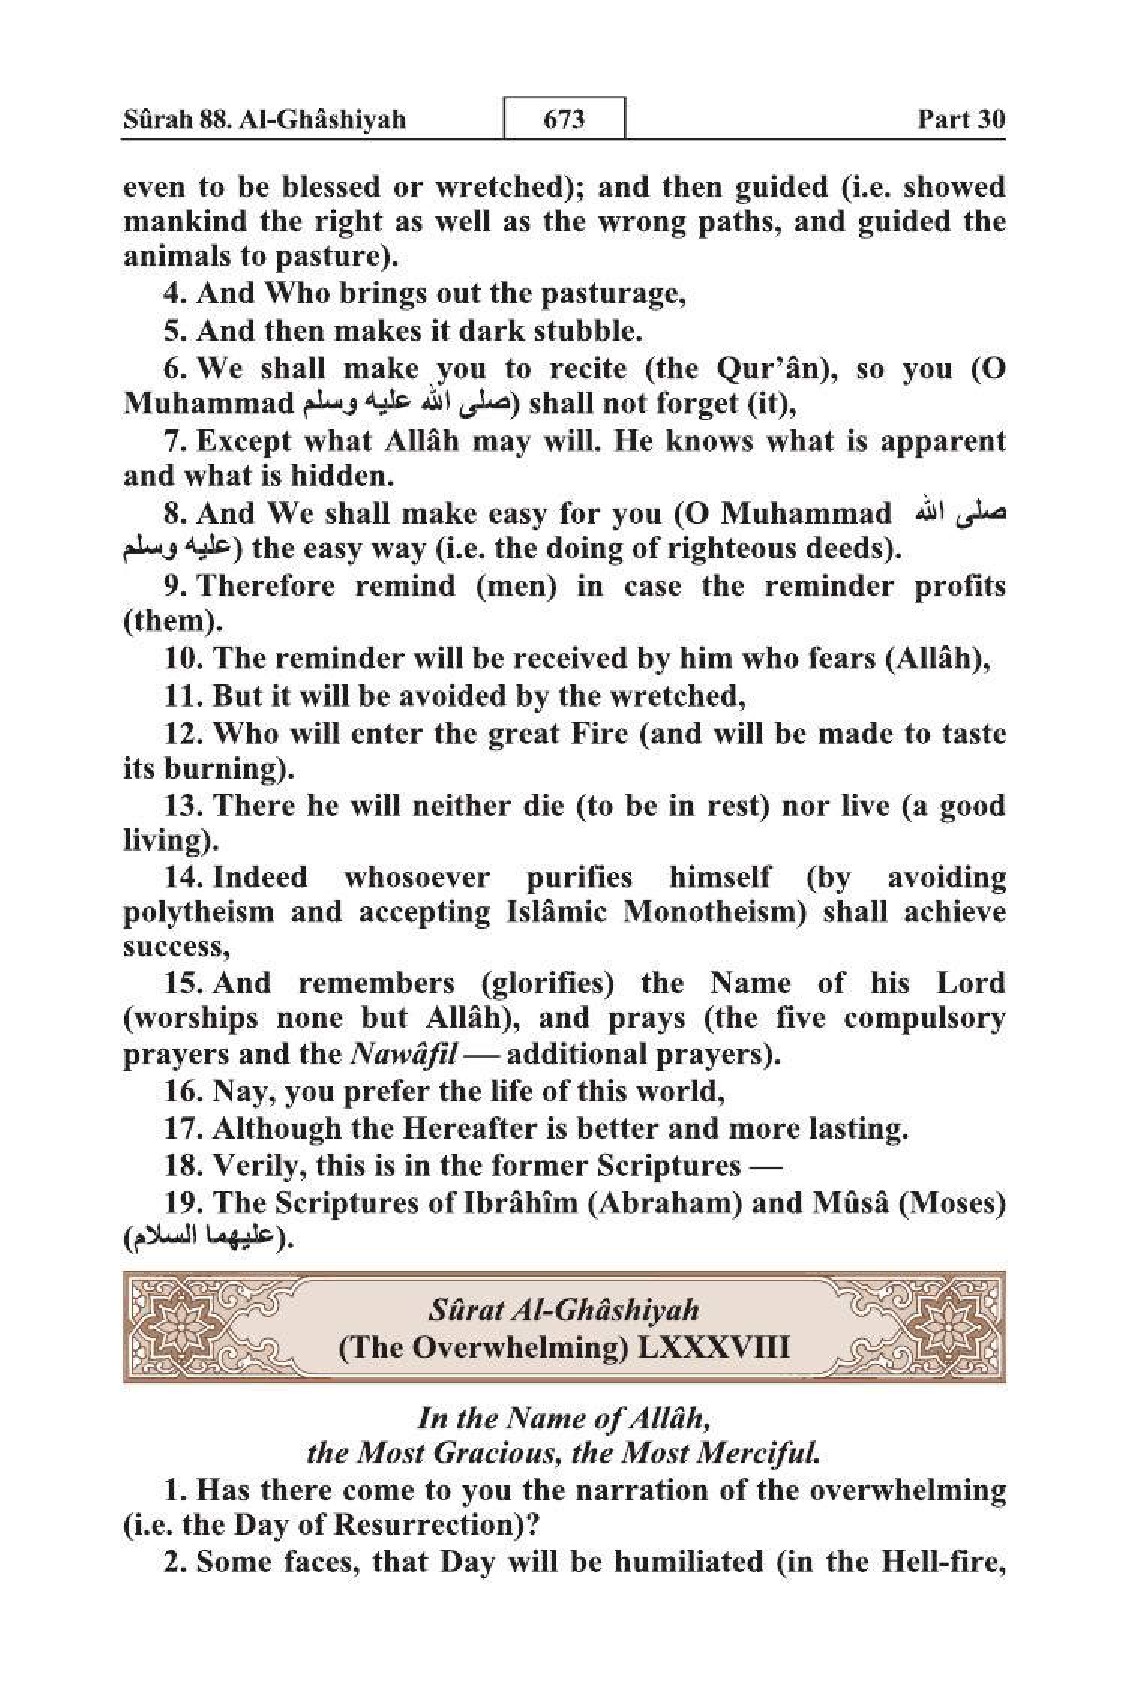 Sûrah 88. Al-Ghâshiyah 673 Part 30
even to be blessed or wretched); and then guided (i.e. showed
mankind the right as well as the wrong paths, and guided the
animals to pasture).
4. And Who brings out the pasturage,
5. And then makes it dark stubble.
6. We shall make you to recite (the Qur’ân), so you (O
Muhammad صلى الله عليه وسلم) shall not forget (it),
7. Except what Allâh may will. He knows what is apparent
and what is hidden.
8. And We shall make easy for you (O Muhammad صلى الله
عليه وسلم) the easy way (i.e. the doing of righteous deeds).
9. Therefore remind (men) in case the reminder profits
(them).
10. The reminder will be received by him who fears (Allâh),
11. But it will be avoided by the wretched,
12. Who will enter the great Fire (and will be made to taste
its burning).
13. There he will neither die (to be in rest) nor live (a good
living).
14. Indeed whosoever purifies himself (by avoiding
polytheism and accepting Islâmic Monotheism) shall achieve
success,
15. And remembers (glorifies) the Name of his Lord
(worships none but Allâh), and prays (the five compulsory
prayers and the Nawâfil — additional prayers).
16. Nay, you prefer the life of this world,
17. Although the Hereafter is better and more lasting.
18. Verily, this is in the former Scriptures —
19. The Scriptures of Ibrâhîm (Abraham) and Mûsâ (Moses)
(عليهما السلام).
Sûrat Al-Ghâshiyah
(The Overwhelming) LXXXVIII
In the Name of Allâh,
the Most Gracious, the Most Merciful.
1. Has there come to you the narration of the overwhelming
(i.e. the Day of Resurrection)?
2. Some faces, that Day will be humiliated (in the Hell-fire,